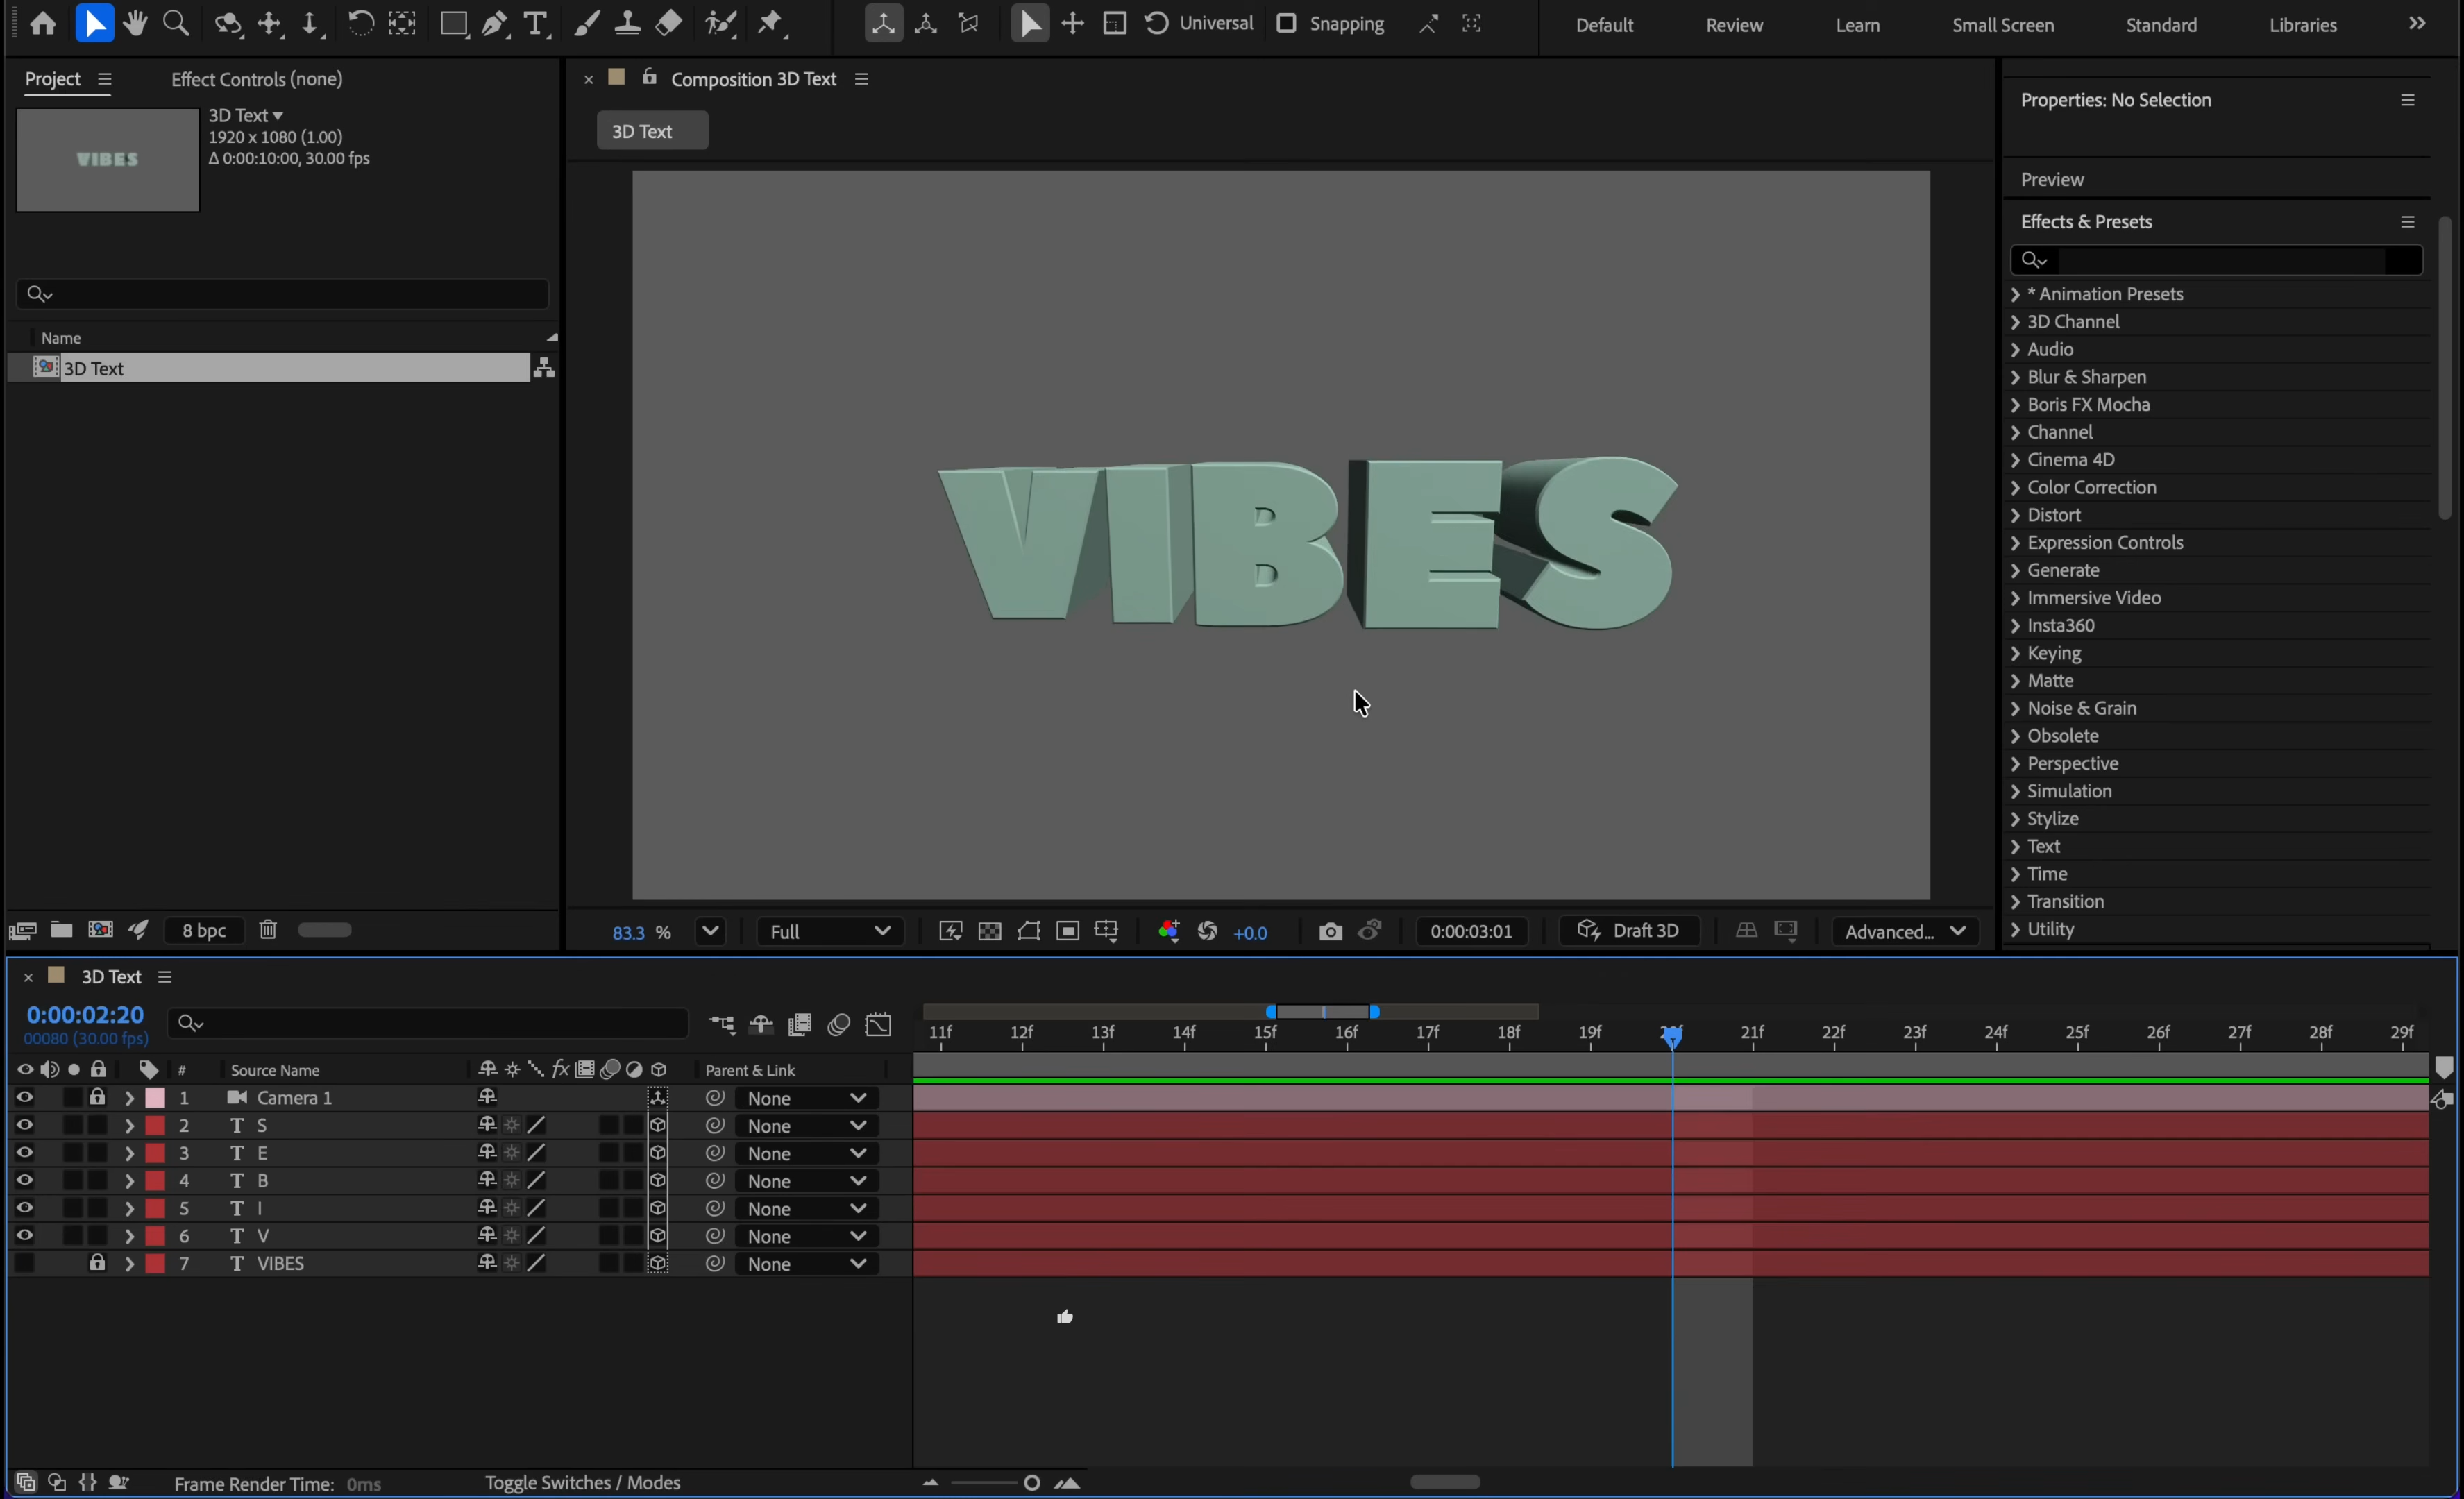 Universal
Snapping
Default
Review
Learn
Small Screen
Standard
Libraries
Project
Effect Controls (none)
VIBES
3D Text
1920 x 1080 (1.00)
Δ 0:00:10:00, 30.00 fps
Name
3D Text
8 bpc
Composition 3D Text
3D Text
VIBES
83.3 %
Full
+0.0
0:00:03:01
Draft 3D
Advanced...
Properties: No Selection
Preview
Effects & Presets
* Animation Presets
3D Channel
Audio
Blur & Sharpen
Boris FX Mocha
Channel
Cinema 4D
Color Correction
Distort
Expression Controls
Generate
Immersive Video
Insta360
Keying
Matte
Noise & Grain
Obsolete
Perspective
Simulation
Stylize
Text
Time
Transition
Utility
3D Text
0:00:02:20
00080 (30.00 fps)
11f 12f 13f 14f 15f 16f 17f 18f 19f 20f 21f 22f 23f 24f 25f 26f 27f 28f 29f
# Source Name fx Parent & Link
1 Camera 1 None
2 T S None
3 T E None
4 T B None
5 T I None
6 T V None
7 T VIBES None
Frame Render Time: 0ms
Toggle Switches / Modes